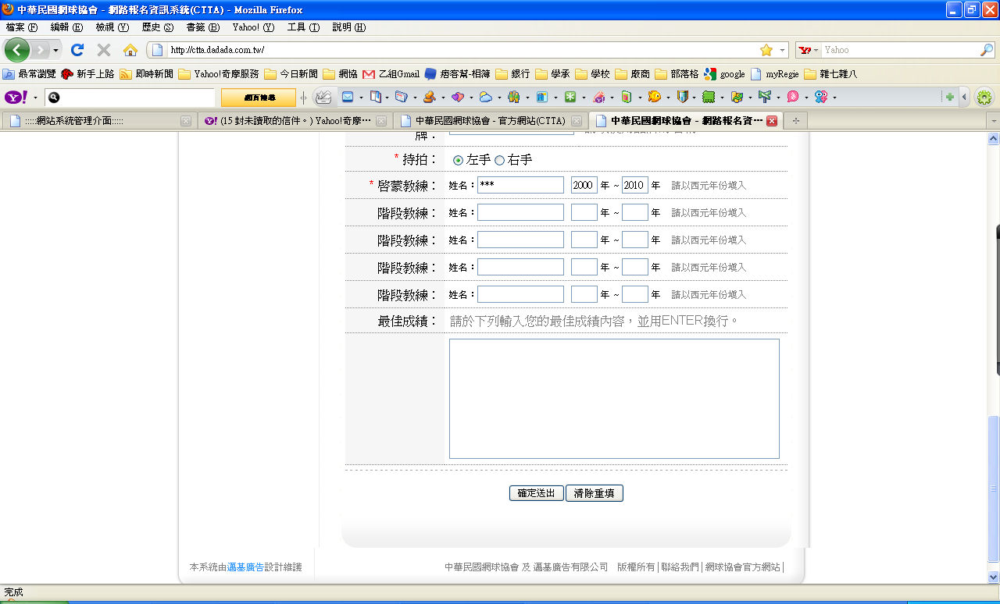 中華民國網球協會 - 網路報名資訊系統(CTTA) - Mozilla Firefox
檔案(F) 編輯(E) 檢視(V) 歷史(S) 書籤(B) Yahoo!(Y) 工具(T) 說明(H)
http://ctta.dadada.com.tw/ Yahoo
最常瀏覽 新手上路 即時新聞 Yahoo!奇摩服務 今日新聞 網協 乙組Gmail 痞客幫-相簿 銀行 學承 學校 廠商 部落格 google myRegie 雜七雜八
Y! 網頁搜尋
:::::網站系統管理介面::::: (15 封未讀取的信件。) Yahoo!奇摩… 中華民國網球協會 - 官方網站(CTTA) 中華民國網球協會 - 網路報名資…
牌：
* 持拍： 左手 右手
* 啓蒙教練： 姓名：*** 2000 年 ~ 2010 年 請以西元年份填入
階段教練： 姓名： 年 ~ 年 請以西元年份填入
階段教練： 姓名： 年 ~ 年 請以西元年份填入
階段教練： 姓名： 年 ~ 年 請以西元年份填入
階段教練： 姓名： 年 ~ 年 請以西元年份填入
最佳成績： 請於下列輸入您的最佳成績內容，並用ENTER換行。
確定送出 清除重填
本系統由邁基廣告設計維護 中華民國網球協會 及 邁基廣告有限公司 版權所有|聯絡我們|網球協會官方網站|
完成